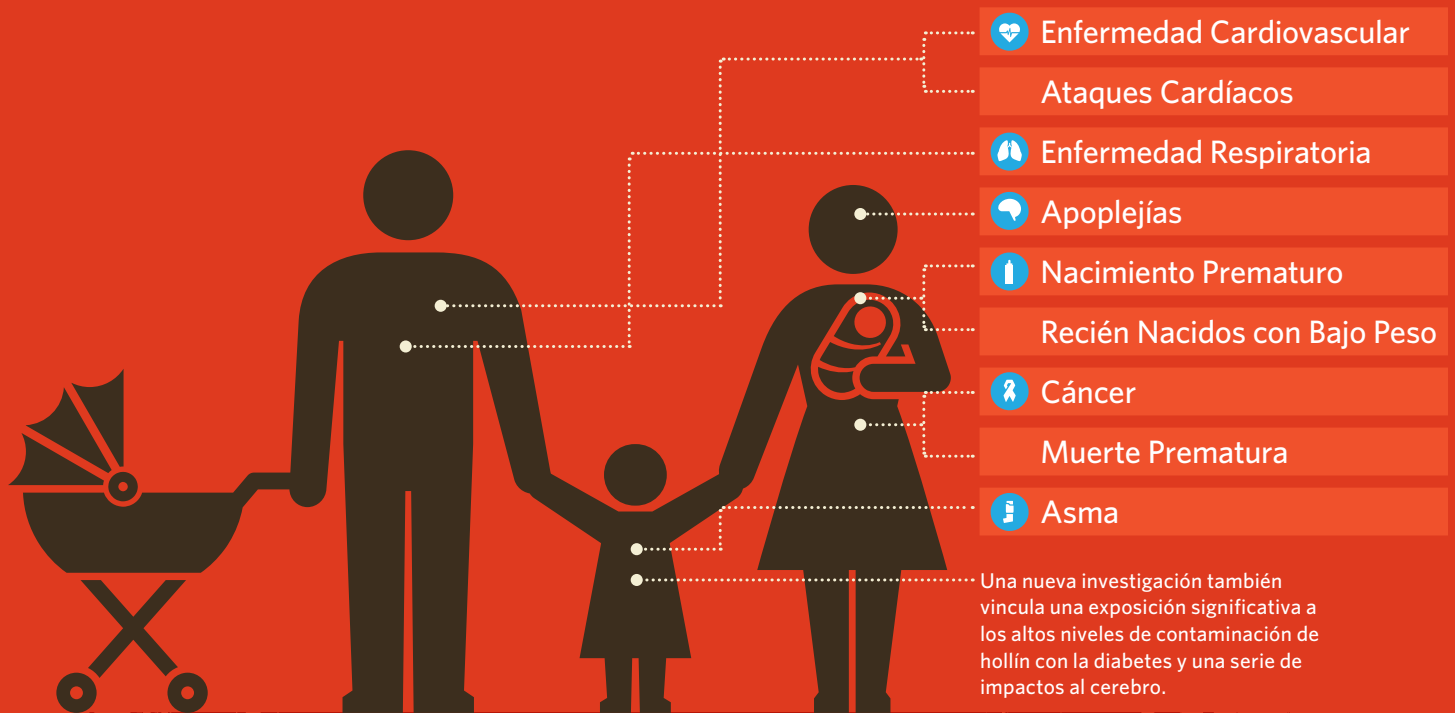 Enfermedad Cardiovascular
Ataques Cardíacos
Enfermedad Respiratoria
Apoplejías
Nacimiento Prematuro
Recién Nacidos con Bajo Peso
Cáncer
Muerte Prematura
Asma
Una nueva investigación también
vincula una exposición significativa a
los altos niveles de contaminación de
hollín con la diabetes y una serie de
impactos al cerebro.